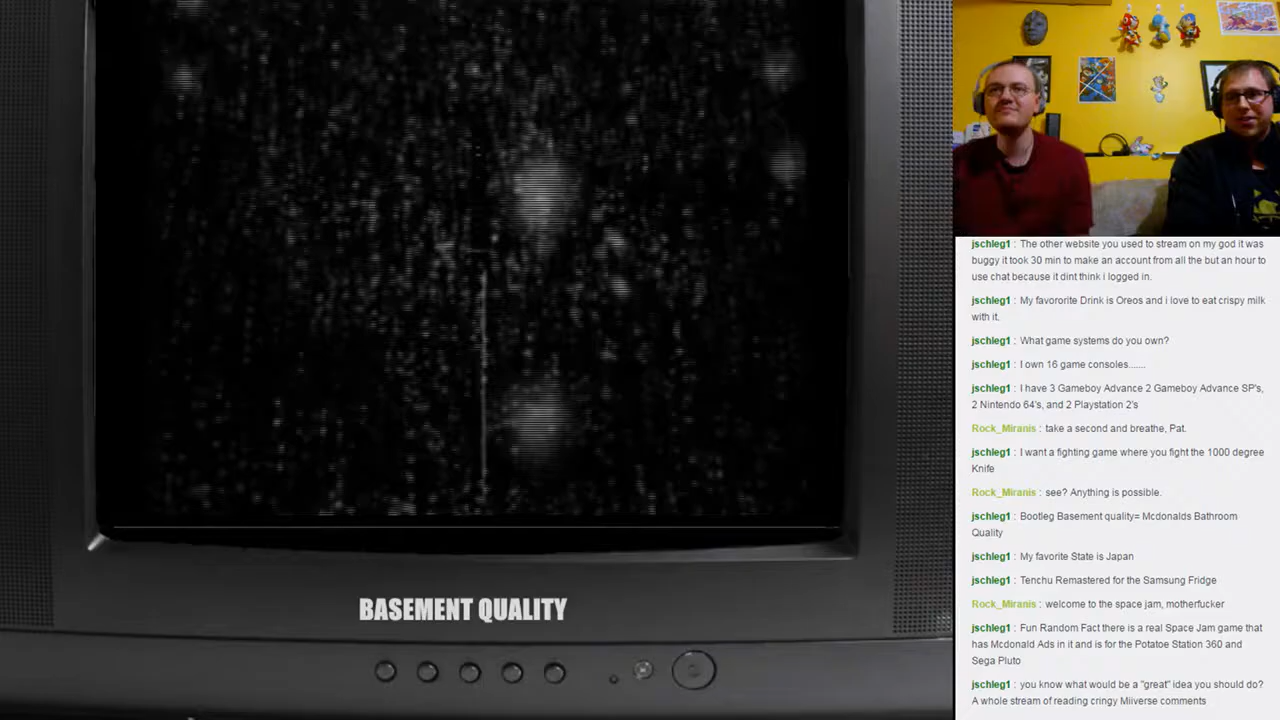 jschleg1 : The other website you used to stream on my god it was
buggy it took 30 min to make an account from all the but an hour to
use chat because it dint think i logged in.
jschleg1 : My favororite Drink is Oreos and i love to eat crispy milk
with it.
jschleg1 : What game systems do you own?
jschleg1 : I own 16 game consoles.......
jschleg1 : I have 3 Gameboy Advance 2 Gameboy Advance SP's,
2 Nintendo 64's, and 2 Playstation 2's
Rock_Miranis : take a second and breathe, Pat.
jschleg1 : I want a fighting game where you fight the 1000 degree
Knife
Rock_Miranis : see? Anything is possible.
jschleg1 : Bootleg Basement quality= Mcdonalds Bathroom
Quality
jschleg1 : My favorite State is Japan
jschleg1 : Tenchu Remastered for the Samsung Fridge
Rock_Miranis : welcome to the space jam, motherfucker
jschleg1 : Fun Random Fact there is a real Space Jam game that
has Mcdonald Ads in it and is for the Potatoe Station 360 and
Sega Pluto
jschleg1 : you know what would be a "great" idea you should do?
A whole stream of reading cringy Miiverse comments
BASEMENT QUALITY